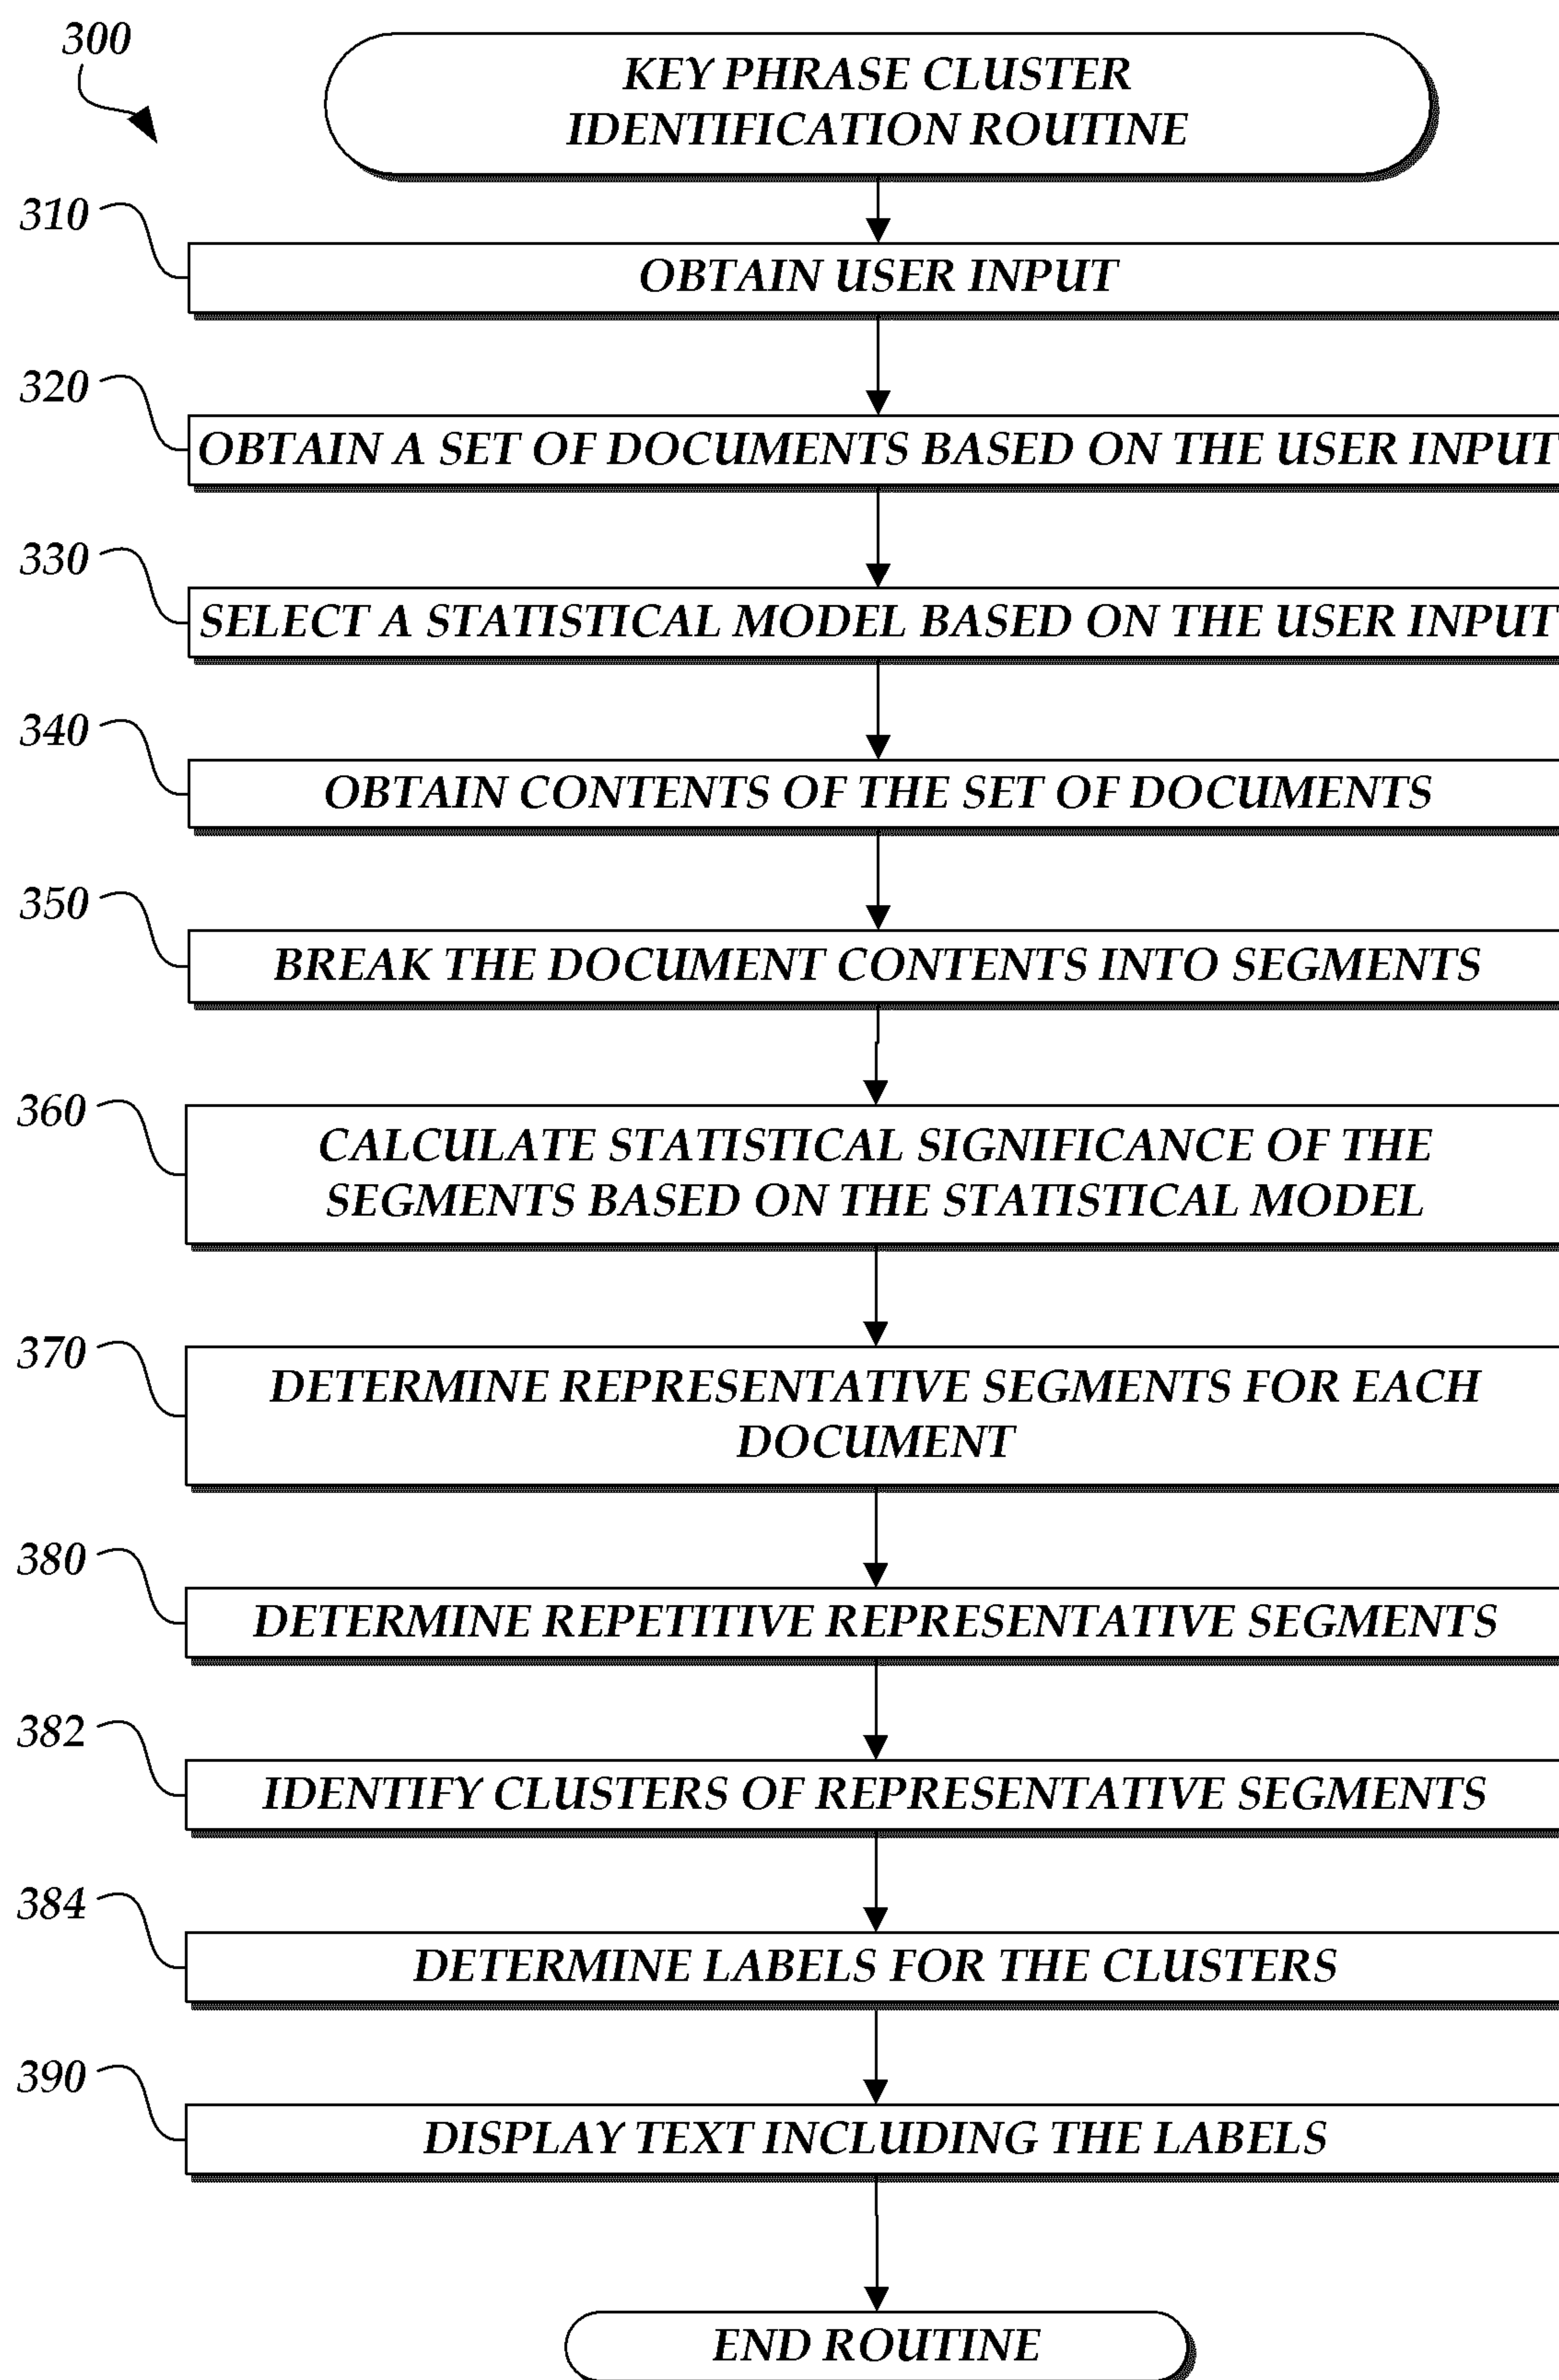 300
KEY PHRASE CLUSTER
IDENTIFICATION ROUTINE
310
OBTAIN USER INPUT
320
OBTAIN A SET OF DOCUMENTS BASED ON THE USER INPUT
330
SELECT A STATISTICAL MODEL BASED ON THE USER INPUT
340
OBTAIN CONTENTS OF THE SET OF DOCUMENTS
350
BREAK THE DOCUMENT CONTENTS INTO SEGMENTS
360
CALCULATE STATISTICAL SIGNIFICANCE OF THE
SEGMENTS BASED ON THE STATISTICAL MODEL
370
DETERMINE REPRESENTATIVE SEGMENTS FOR EACH
DOCUMENT
380
DETERMINE REPETITIVE REPRESENTATIVE SEGMENTS
382
IDENTIFY CLUSTERS OF REPRESENTATIVE SEGMENTS
384
DETERMINE LABELS FOR THE CLUSTERS
390
DISPLAY TEXT INCLUDING THE LABELS
END ROUTINE